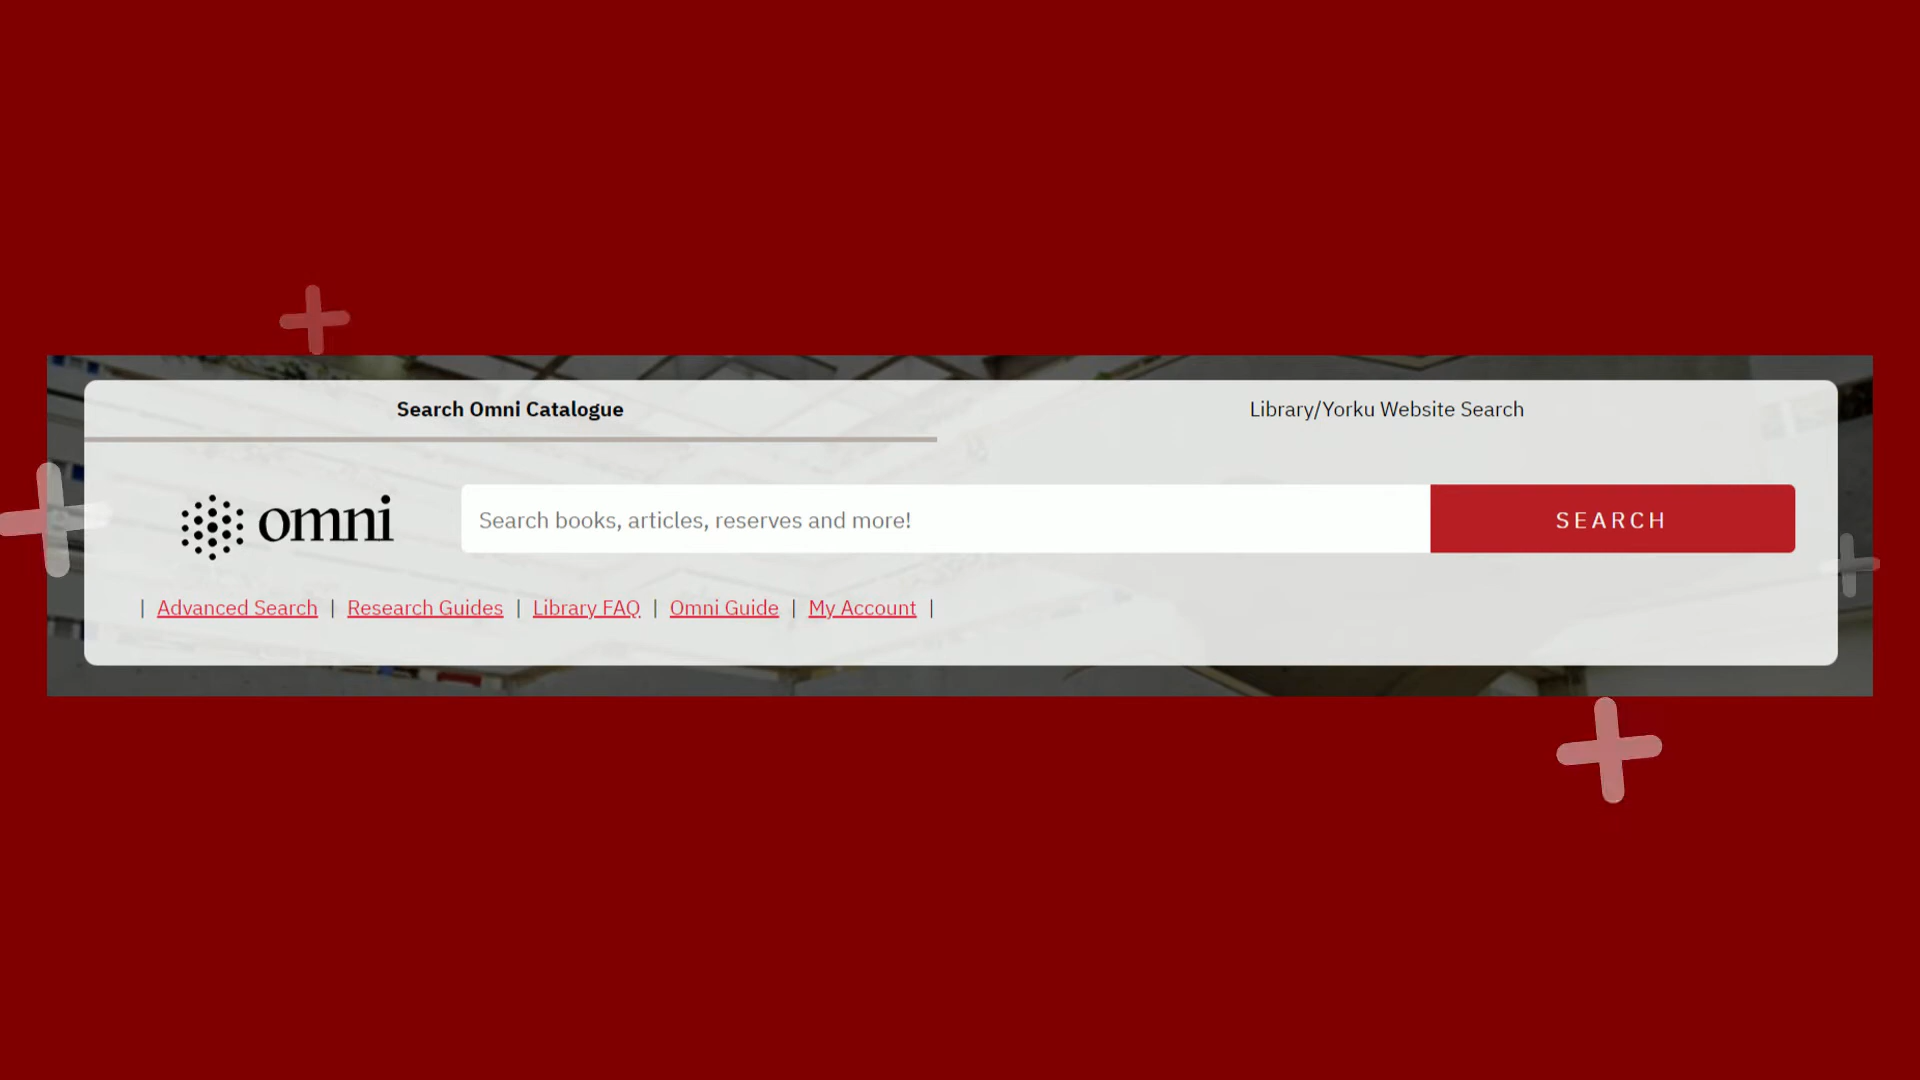 Search Omni Catalogue
Library/Yorku Website Search
omni
Search books, articles, reserves and more!
SEARCH
| Advanced Search | Research Guides | Library FAQ | Omni Guide | My Account |